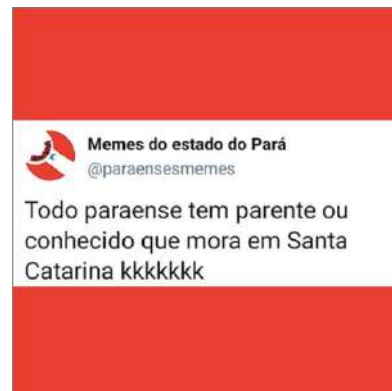 Memes do estado do Pará
@paraensesmemes
Todo paraense tem parente ou
conhecido que mora em Santa
Catarina kkkkkkk